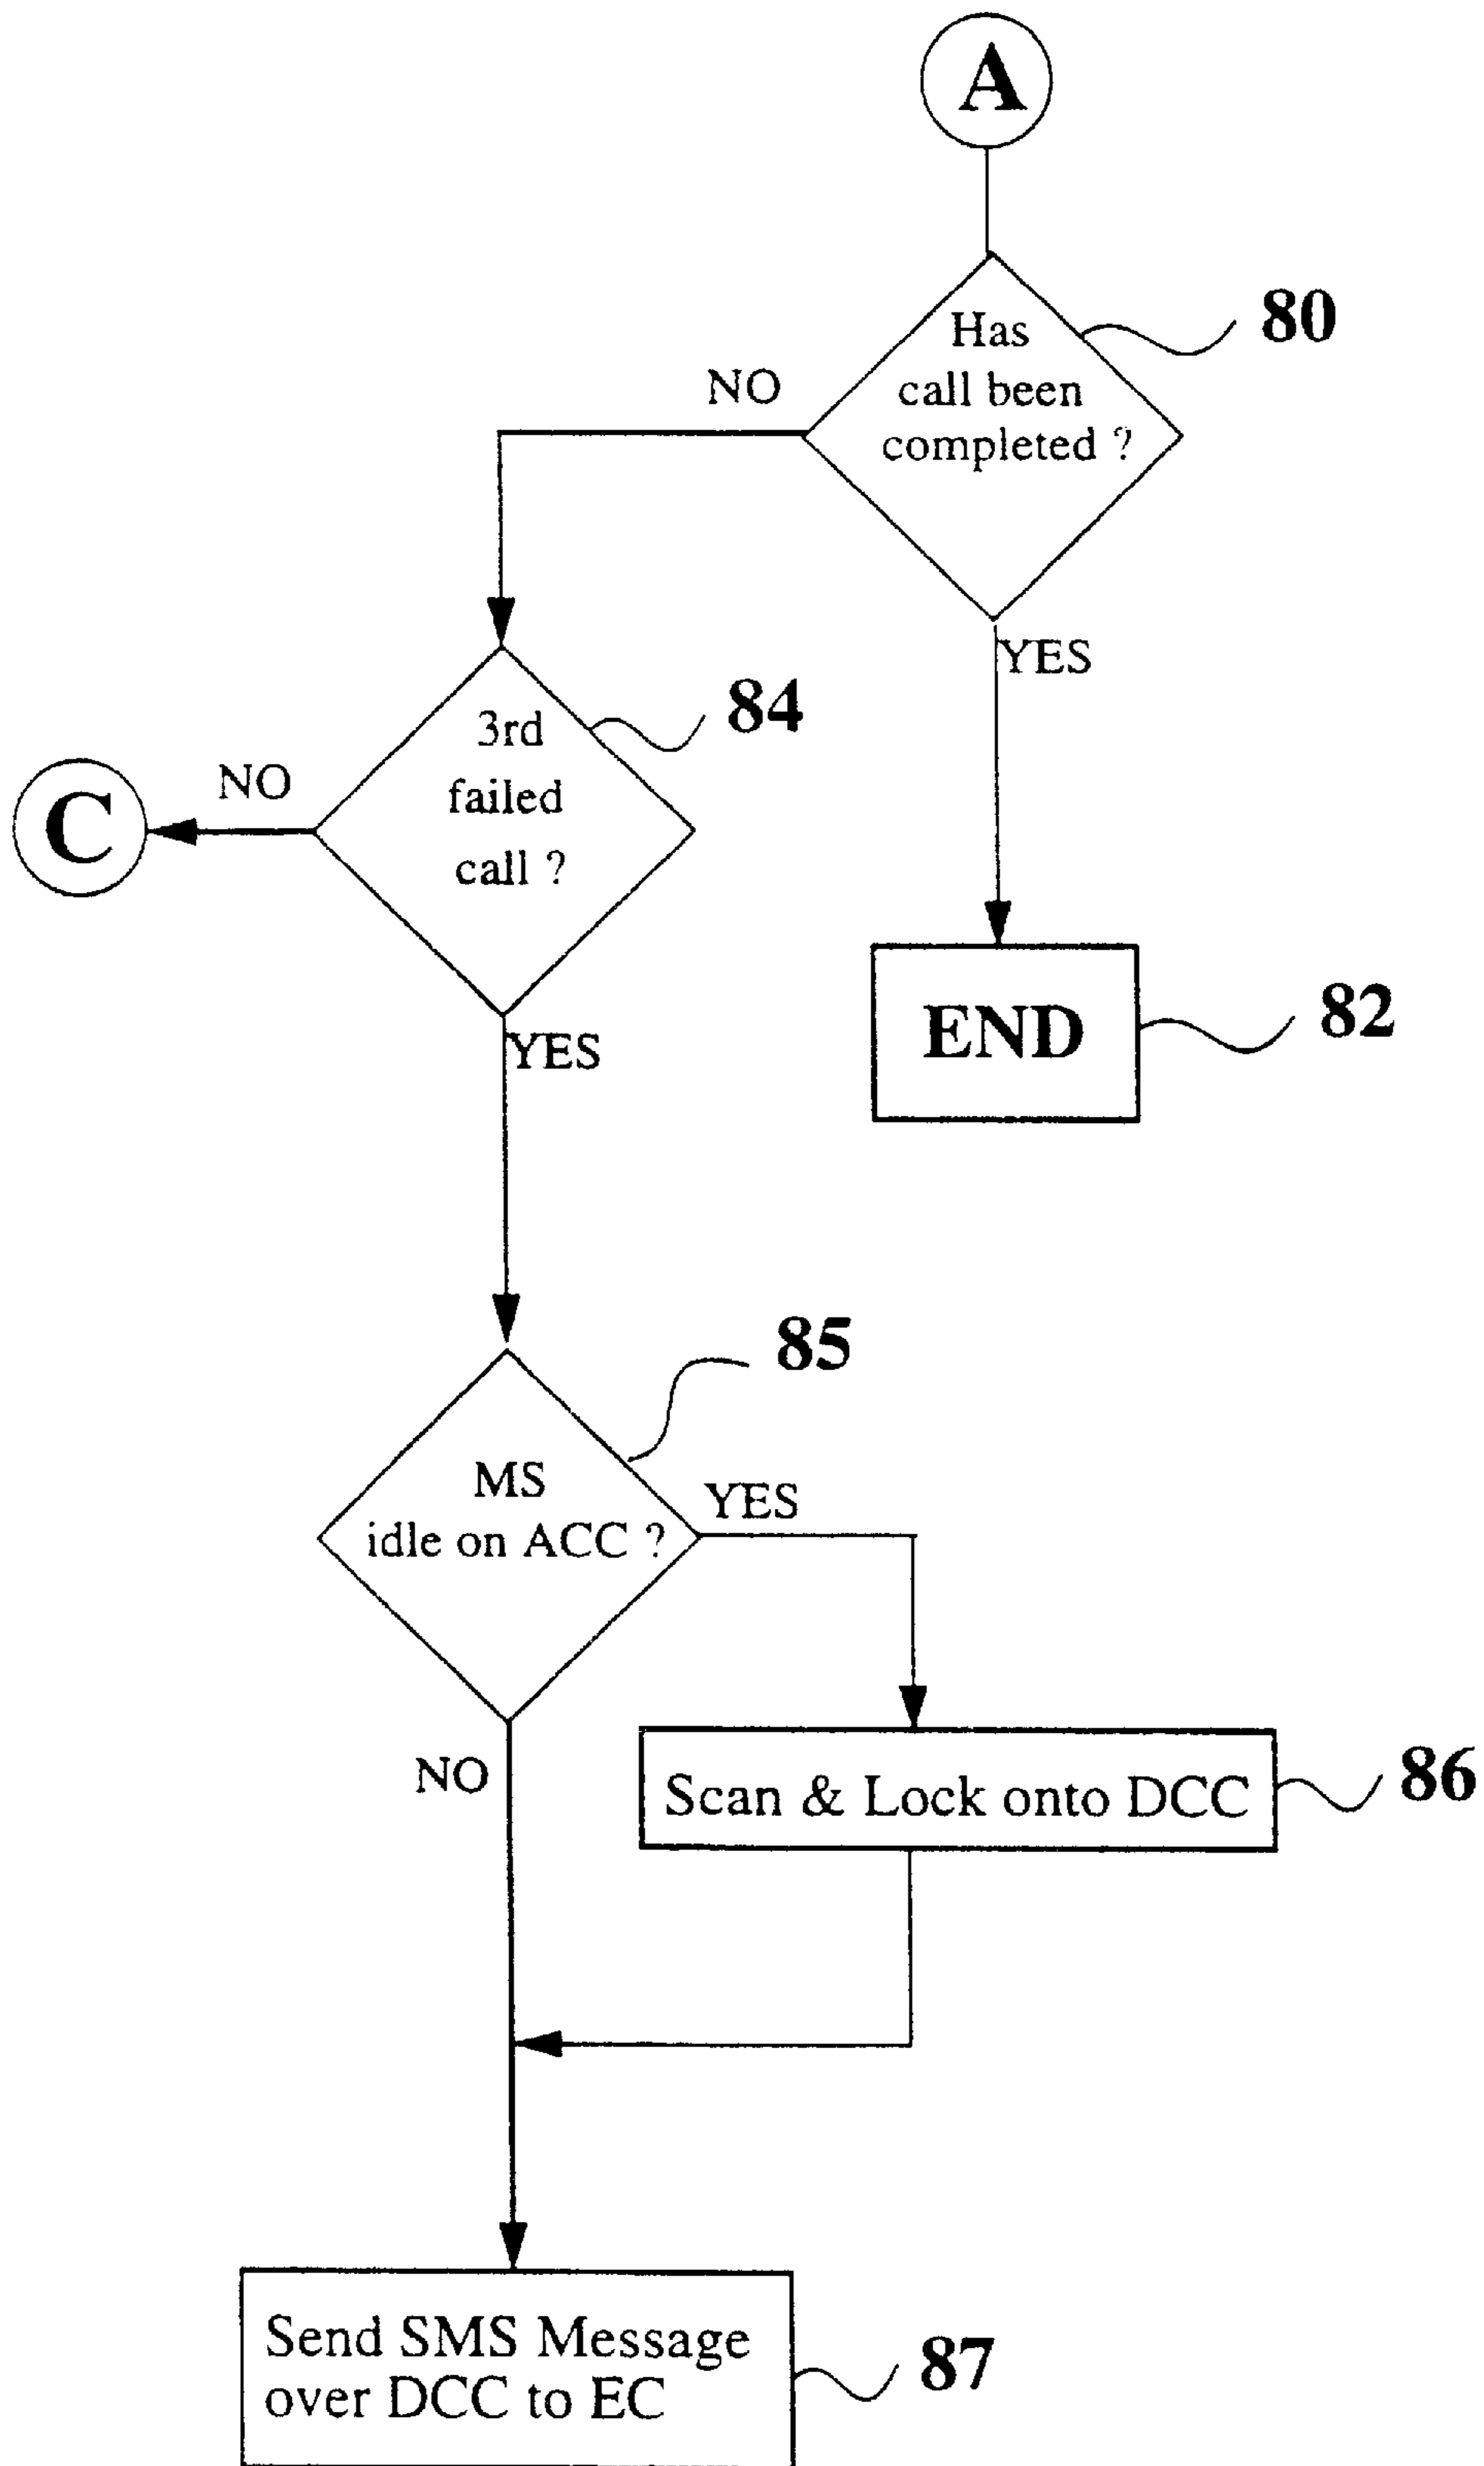 A
Has
call been
completed ?
80
NO
YES
3rd
failed
call ?
84
NO
C
YES
END
82
MS
idle on ACC ?
85
YES
NO
Scan & Lock onto DCC
86
Send SMS Message
over DCC to EC
87